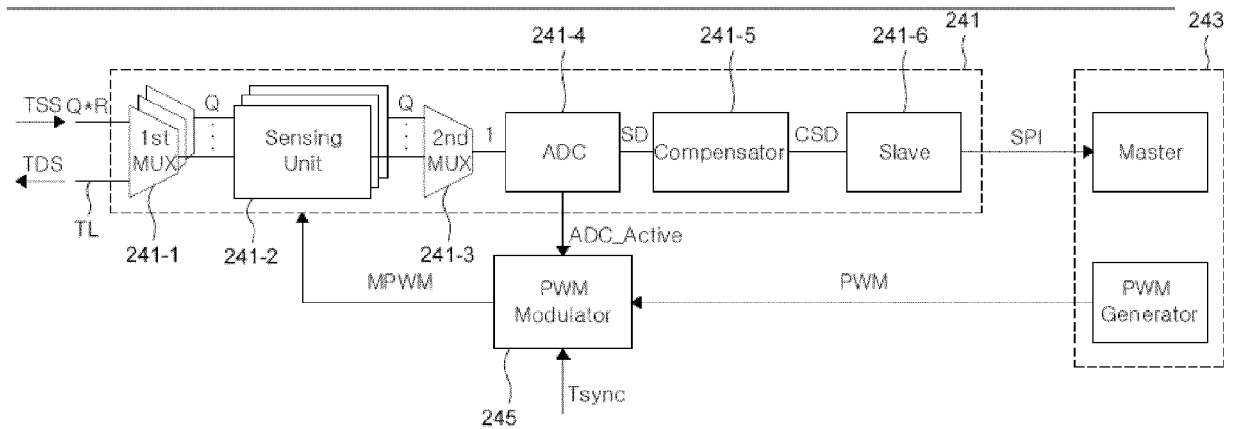 241-4
241-5
241-6
241
243
TSS
Q*R
TDS
TL
1st
MUX
Q
Sensing
Unit
Q
2nd
MUX
1
ADC
SD
Compensator
CSD
Slave
SPI
Master
241-1
241-2
241-3
ADC_Active
MPWM
PWM
Modulator
PWM
PWM
Generator
245
Tsync